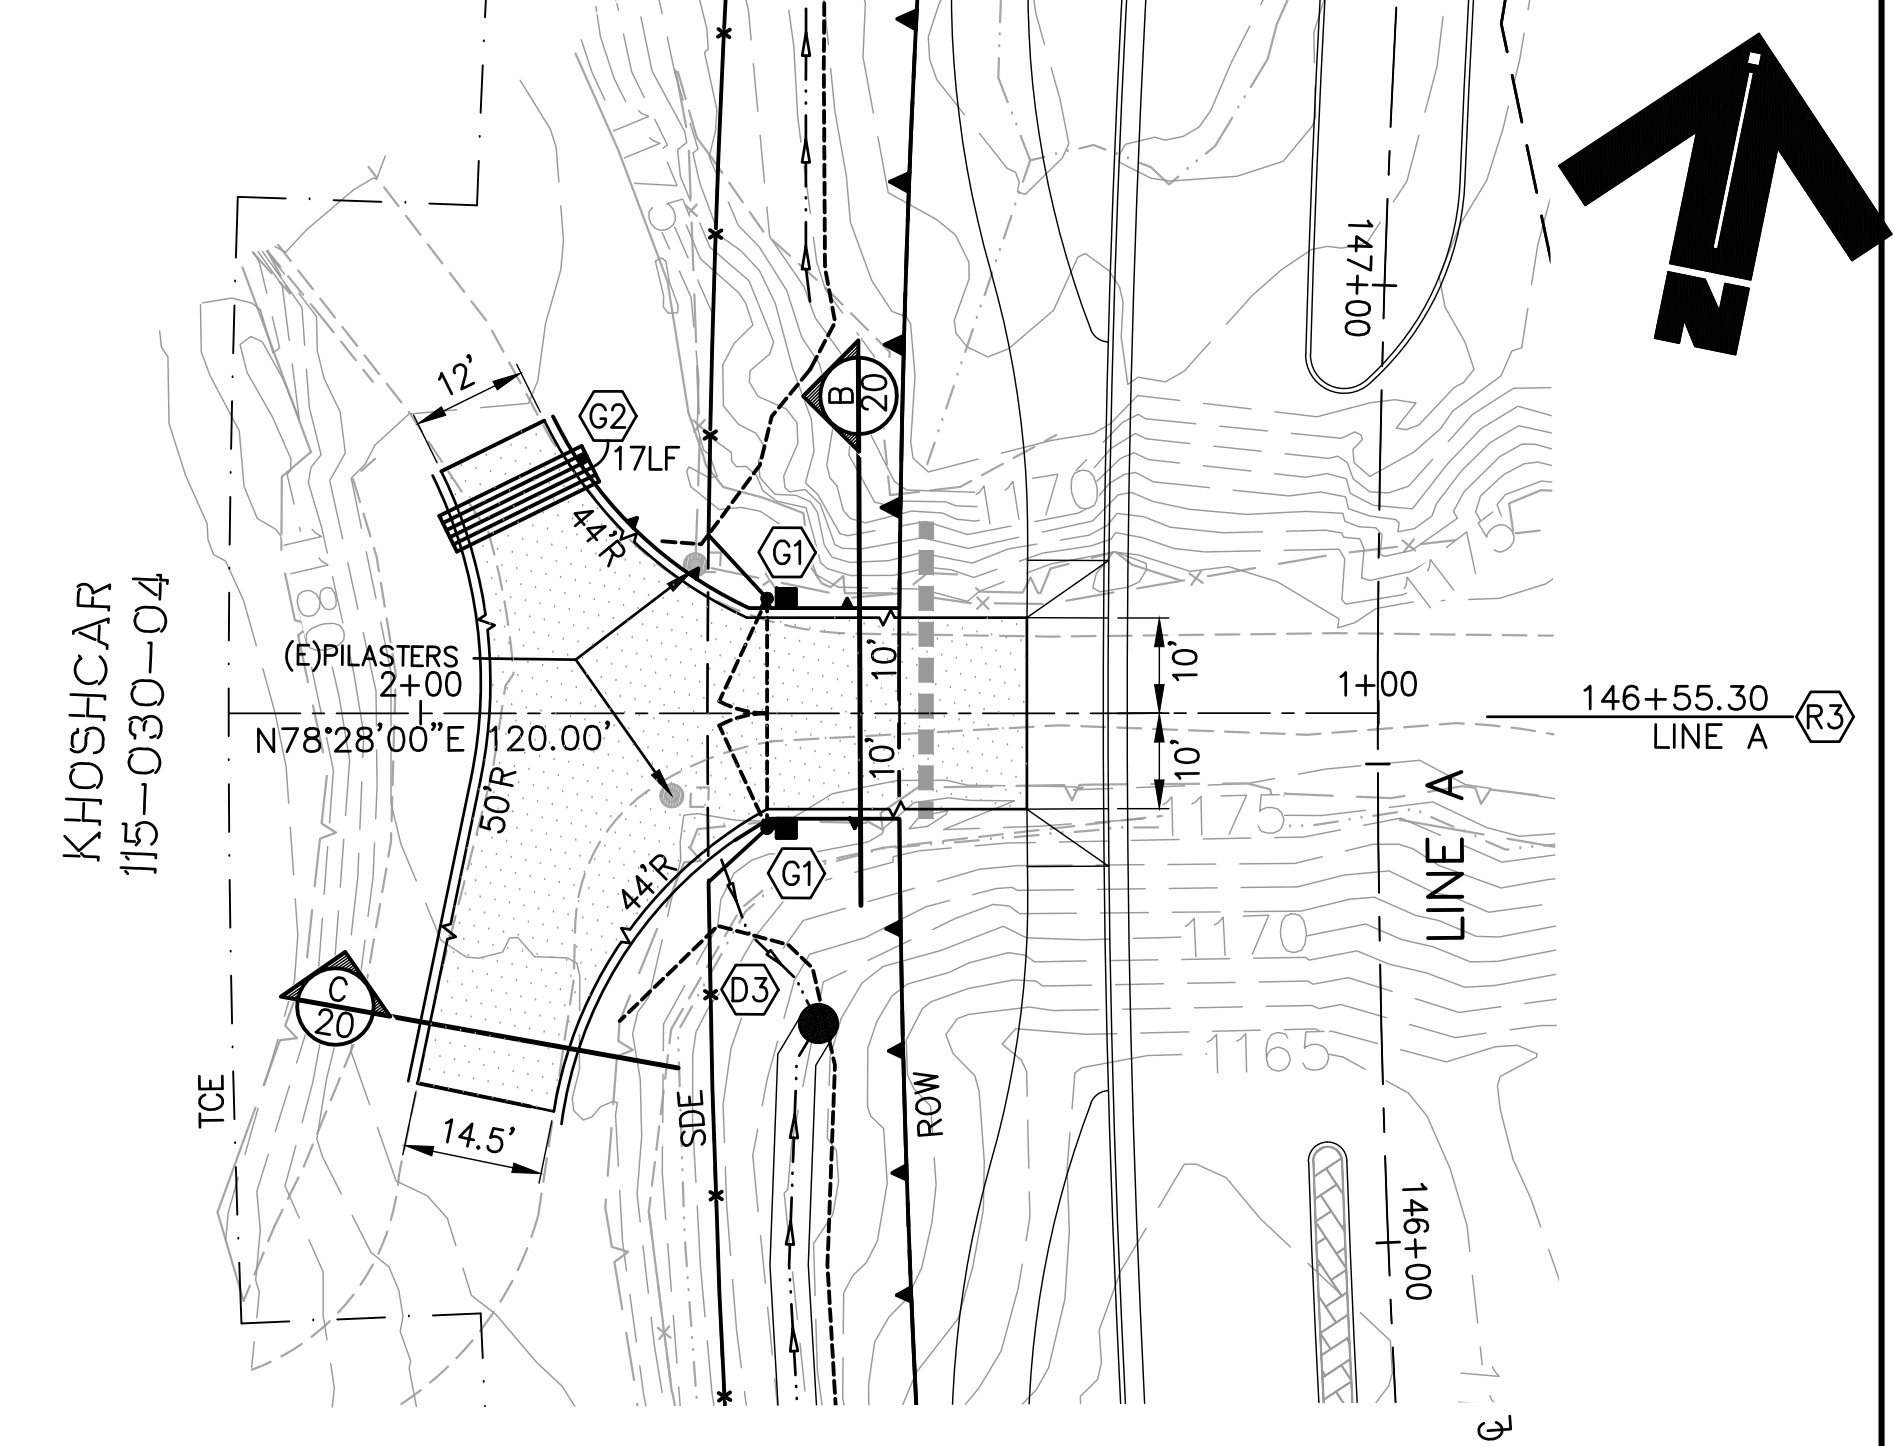 N
147+00
12'
G2
17LF
B
20
44'R
G1
1170
1175
118
KHOSHCAR
115-030-04
(E)PILASTERS
2+00
N78°28'00"E 120.00'
10'
10'
10'
10'
1+00
146+55.30
LINE A
R3
50'R
44'R
G1
LINE A
1175
1170
1165
D3
C
20
TCE
SDE
ROW
14.5'
146+00